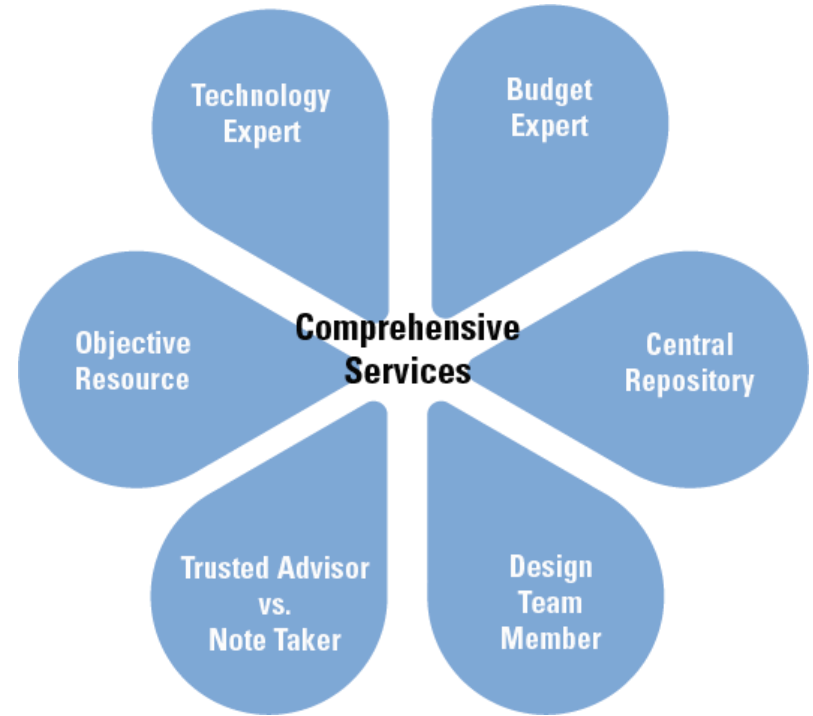 Technology
Expert
Budget
Expert
Objective
Resource
Comprehensive
Services
Central
Repository
Trusted Advisor
vs.
Note Taker
Design
Team
Member